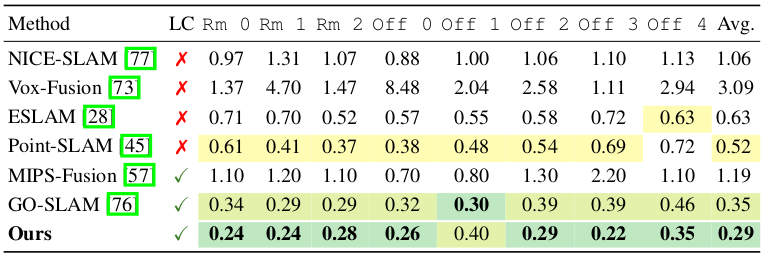 Method LC Rm 0 Rm 1 Rm 2 Off 0 Off 1 Off 2 Off 3 Off 4 Avg.
NICE-SLAM [77] ✗ 0.97 1.31 1.07 0.88 1.00 1.06 1.10 1.13 1.06
Vox-Fusion [73] ✗ 1.37 4.70 1.47 8.48 2.04 2.58 1.11 2.94 3.09
ESLAM [28] ✗ 0.71 0.70 0.52 0.57 0.55 0.58 0.72 0.63 0.63
Point-SLAM [45] ✗ 0.61 0.41 0.37 0.38 0.48 0.54 0.69 0.72 0.52
MIPS-Fusion [57] ✓ 1.10 1.20 1.10 0.70 0.80 1.30 2.20 1.10 1.19
GO-SLAM [76] ✓ 0.34 0.29 0.29 0.32 0.30 0.39 0.39 0.46 0.35
Ours ✓ 0.24 0.24 0.28 0.26 0.40 0.29 0.22 0.35 0.29